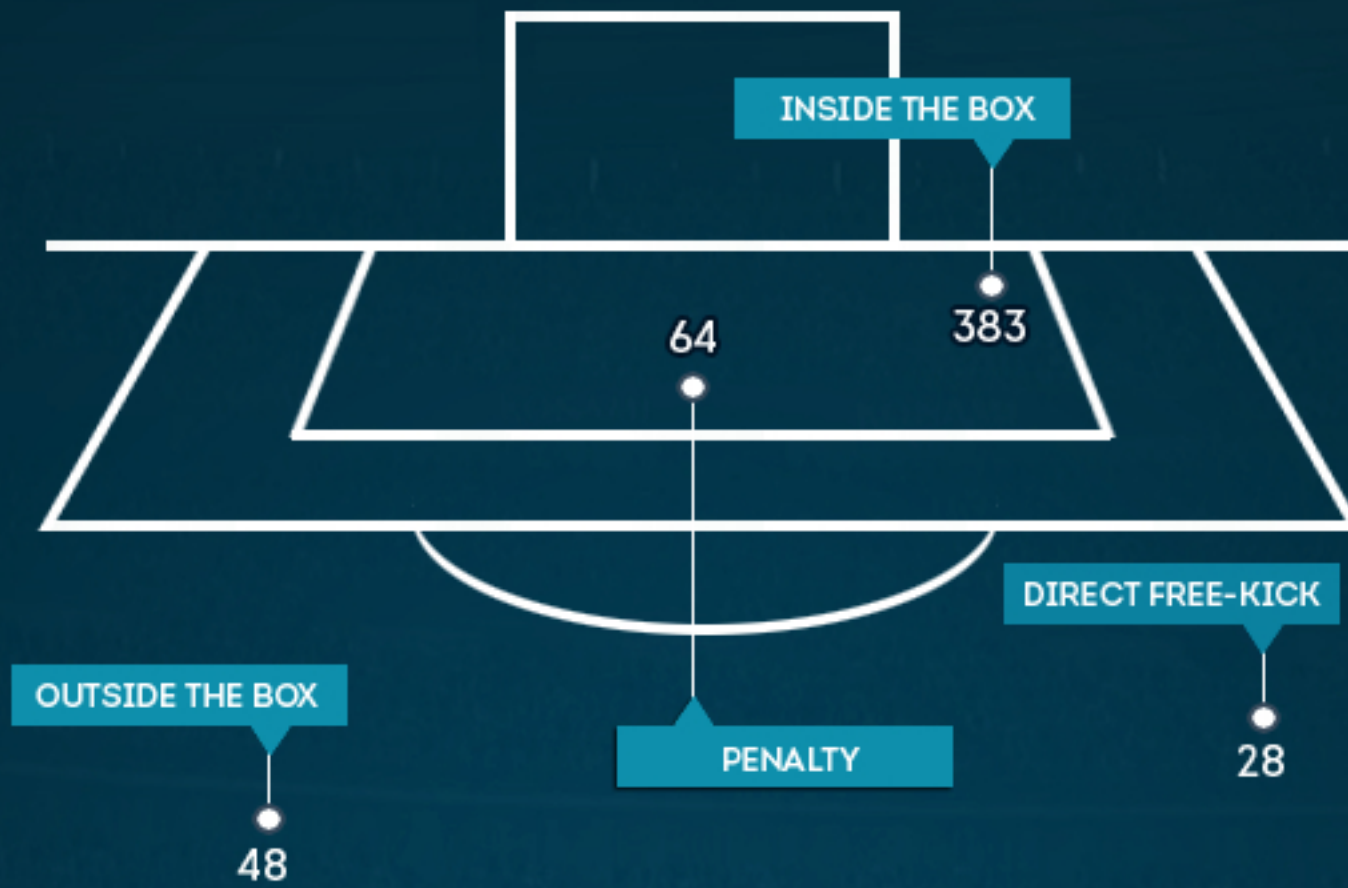 INSIDE THE BOX
64
383
DIRECT FREE-KICK
OUTSIDE THE BOX
PENALTY
28
48